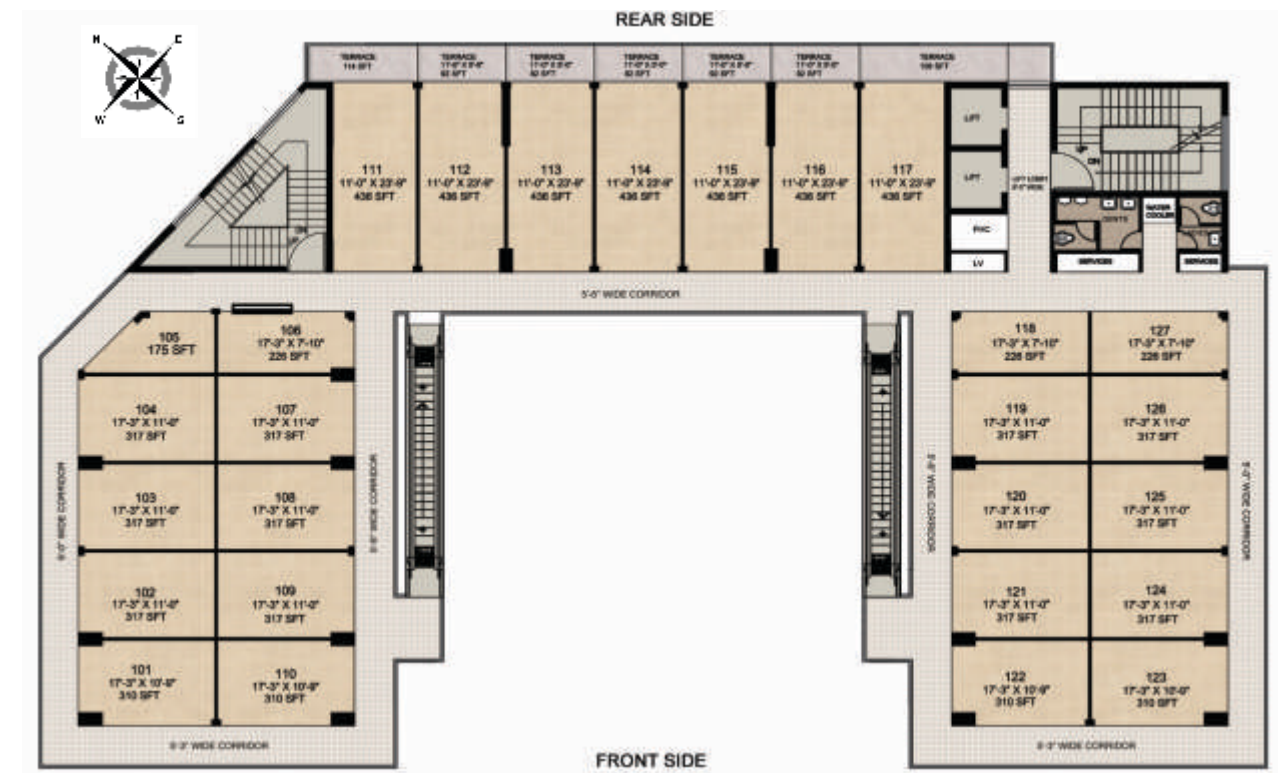 REAR SIDE
N E
W S
TERRACE
114 SFT
TERRACE
92 SFT
TERRACE
92 SFT
TERRACE
92 SFT
TERRACE
92 SFT
TERRACE
92 SFT
TERRACE
111
11'-0" X 23'-9"
436 SFT
112
11'-0" X 23'-9"
436 SFT
113
11'-0" X 23'-9"
436 SFT
114
11'-0" X 23'-9"
436 SFT
115
11'-0" X 23'-9"
436 SFT
116
11'-0" X 23'-9"
436 SFT
117
11'-0" X 23'-9"
436 SFT
LIFT
LIFT
LIFT LOBBY
UP
DN
GENTS
WATER
COOLER
SERVICES
SERVICES
LV
DN
UP
WIDE CORRIDOR
105
175 SFT
106
17'-3" X 7'-10"
226 SFT
104
17'-3" X 11'-0"
317 SFT
107
17'-3" X 11'-0"
317 SFT
103
17'-3" X 11'-0"
317 SFT
108
17'-3" X 11'-0"
317 SFT
102
17'-3" X 11'-0"
317 SFT
109
17'-3" X 11'-0"
317 SFT
101
17'-3" X 10'-9"
310 SFT
110
17'-3" X 10'-9"
310 SFT
WIDE CORRIDOR
WIDE CORRIDOR
WIDE CORRIDOR
118
17'-3" X 7'-10"
226 SFT
127
17'-3" X 7'-10"
226 SFT
119
17'-3" X 11'-0"
317 SFT
126
17'-3" X 11'-0"
317 SFT
120
17'-3" X 11'-0"
317 SFT
125
17'-3" X 11'-0"
317 SFT
121
17'-3" X 11'-0"
317 SFT
124
17'-3" X 11'-0"
317 SFT
122
17'-3" X 10'-9"
310 SFT
123
17'-3" X 10'-9"
310 SFT
WIDE CORRIDOR
WIDE CORRIDOR
WIDE CORRIDOR
FRONT SIDE